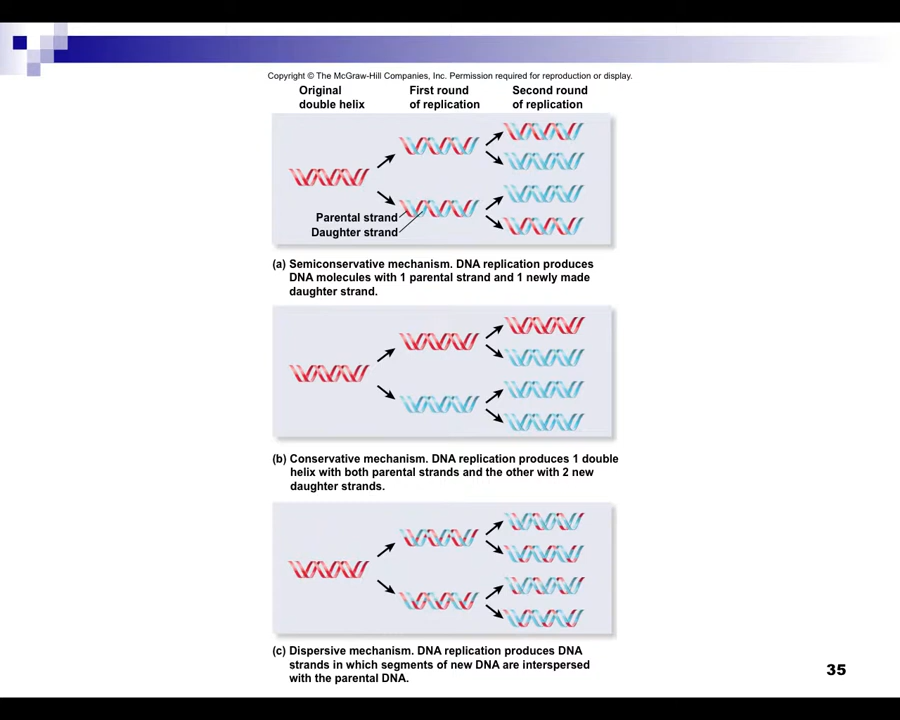 Copyright © The McGraw-Hill Companies, Inc. Permission required for reproduction or display.
Original
double helix
First round
of replication
Second round
of replication
Parental strand
Daughter strand
(a) Semiconservative mechanism. DNA replication produces
DNA molecules with 1 parental strand and 1 newly made
daughter strand.
(b) Conservative mechanism. DNA replication produces 1 double
helix with both parental strands and the other with 2 new
daughter strands.
(c) Dispersive mechanism. DNA replication produces DNA
strands in which segments of new DNA are interspersed
with the parental DNA.
35